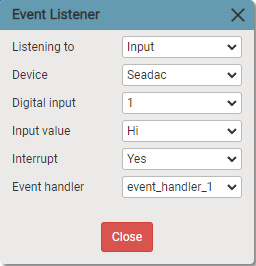 Event Listener
Listening to Input
Device Seadac
Digital input 1
Input value Hi
Interrupt Yes
Event handler event_handler_1
Close